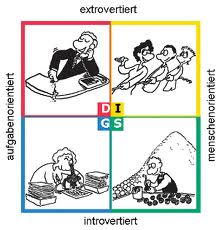 extrovertiert
aufgabenorientiert
menschenorientiert
D I
G S
introvertiert